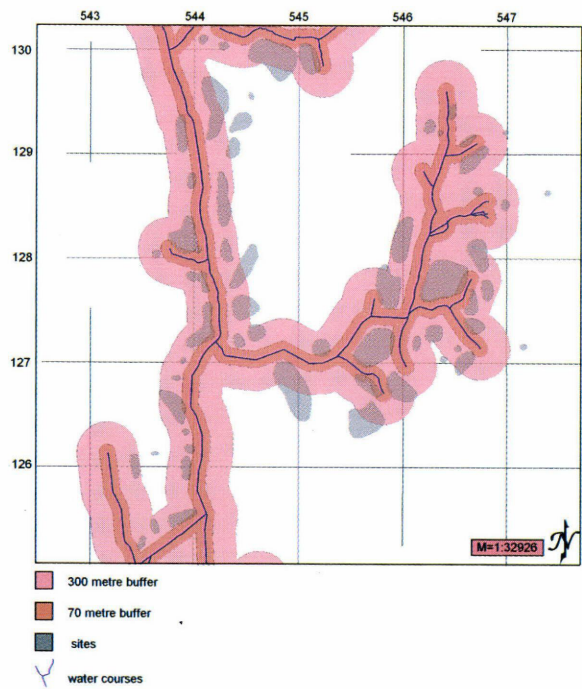 543 544 545 546 547
130
129
128
127
126
M=1:32926
N
300 metre buffer
70 metre buffer
sites
water courses